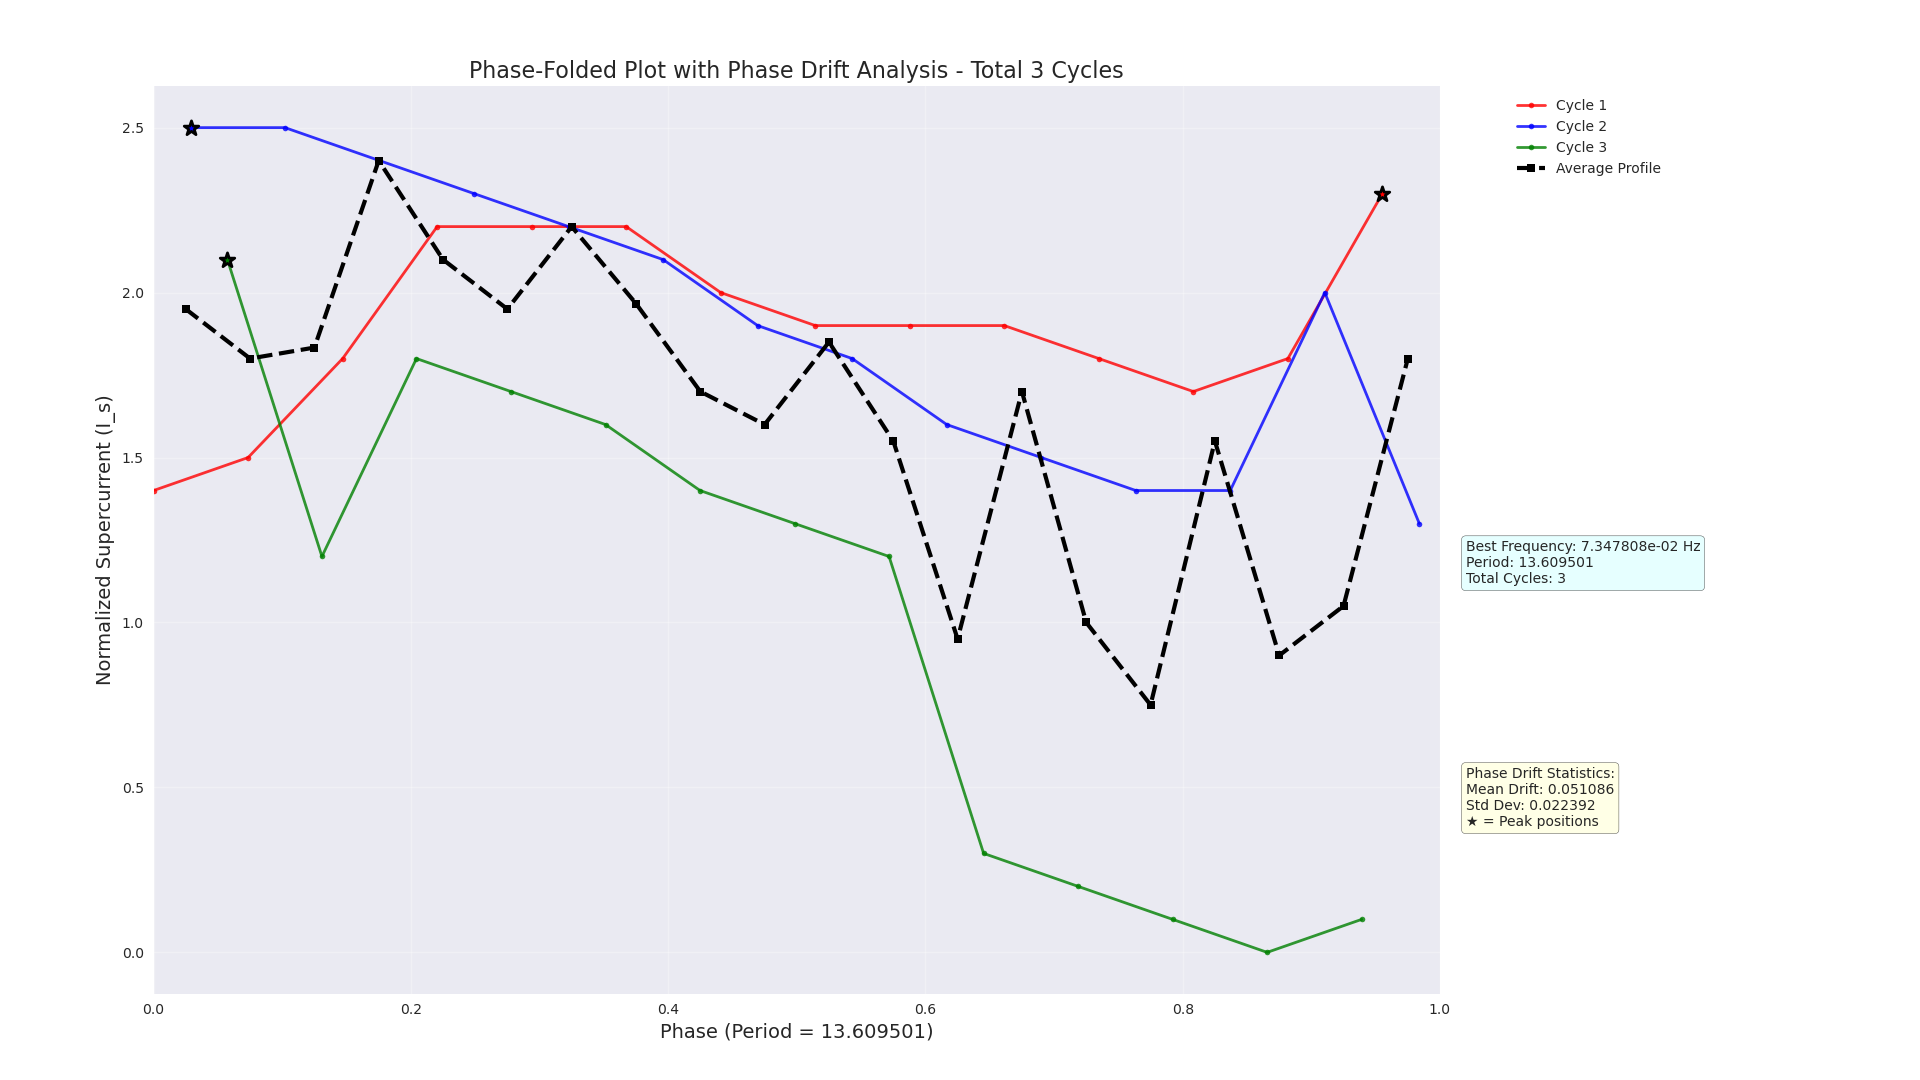 Phase-Folded Plot with Phase Drift Analysis - Total 3 Cycles
Cycle 1
Cycle 2
Cycle 3
Average Profile
2.5
2.0
1.5
1.0
0.5
0.0
Normalized Supercurrent (I_s)
Best Frequency: 7.347808e-02 Hz
Period: 13.609501
Total Cycles: 3
Phase Drift Statistics:
Mean Drift: 0.051086
Std Dev: 0.022392
★ = Peak positions
0.0 0.2 0.4 0.6 0.8 1.0
Phase (Period = 13.609501)